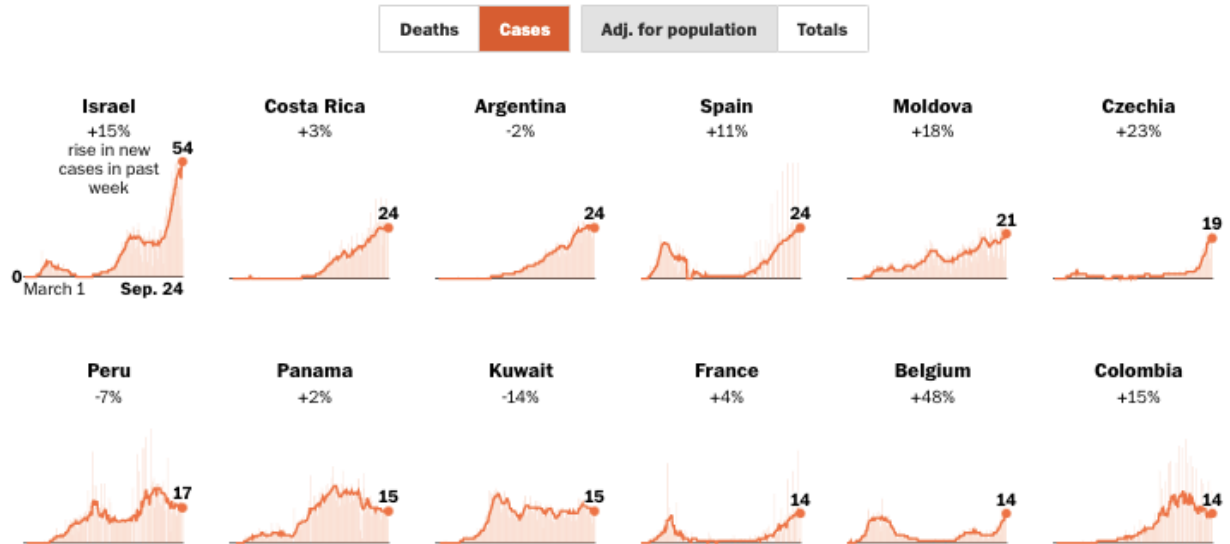 Deaths Cases Adj. for population Totals
Israel Costa Rica Argentina Spain Moldova Czechia
+15% +3% -2% +11% +18% +23%
rise in new
cases in past
week
54 24 24 24 21 19
0
March 1 Sep. 24
Peru Panama Kuwait France Belgium Colombia
-7% +2% -14% +4% +48% +15%
17 15 15 14 14 14